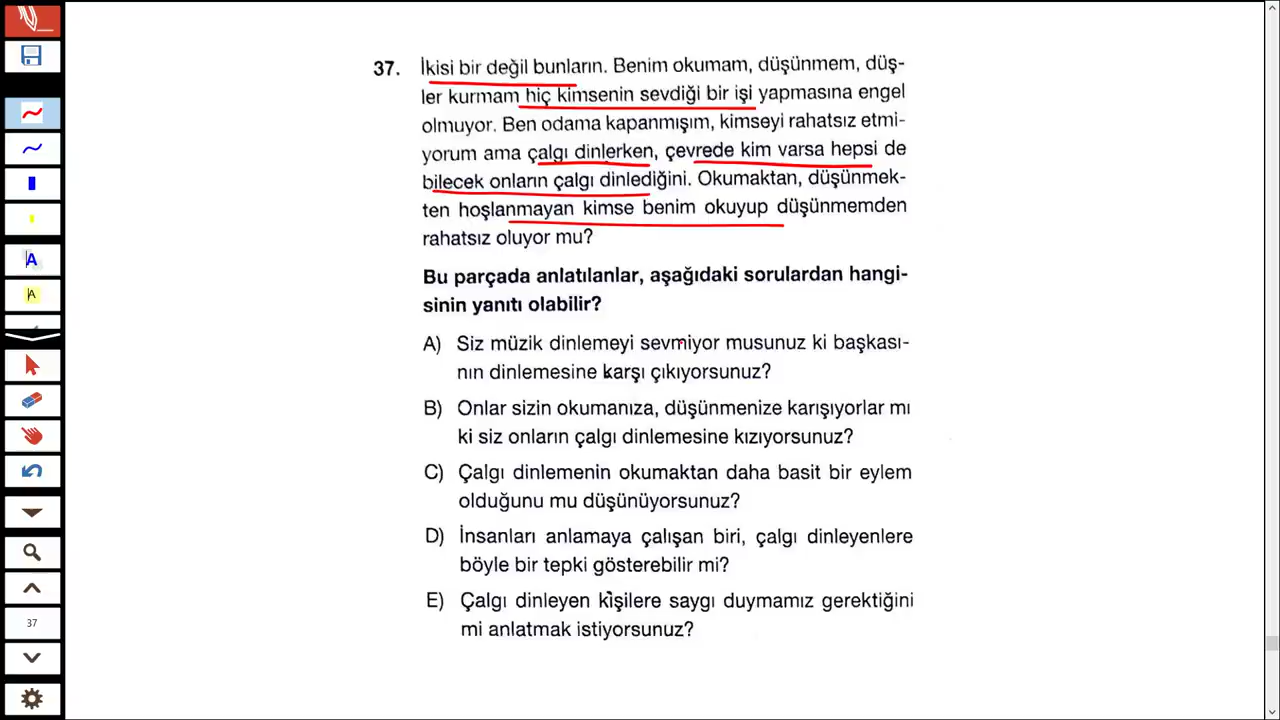 37. İkisi bir değil bunların. Benim okumam, düşünmem, düş-
ler kurmam hiç kimsenin sevdiği bir işi yapmasına engel
olmuyor. Ben odama kapanmışım, kimseyi rahatsız etmi-
yorum ama çalgı dinlerken, çevrede kim varsa hepsi de
bilecek onların çalgı dinlediğini. Okumaktan, düşünmek-
ten hoşlanmayan kimse benim okuyup düşünmemden
rahatsız oluyor mu?
Bu parçada anlatılanlar, aşağıdaki sorulardan hangi-
sinin yanıtı olabilir?
A) Siz müzik dinlemeyi sevmiyor musunuz ki başkası-
nın dinlemesine karşı çıkıyorsunuz?
B) Onlar sizin okumanıza, düşünmenize karışıyorlar mı
ki siz onların çalgı dinlemesine kızıyorsunuz?
C) Çalgı dinlemenin okumaktan daha basit bir eylem
olduğunu mu düşünüyorsunuz?
D) İnsanları anlamaya çalışan biri, çalgı dinleyenlere
böyle bir tepki gösterebilir mi?
E) Çalgı dinleyen kişilere saygı duymamız gerektiğini
mi anlatmak istiyorsunuz?
A
A
37